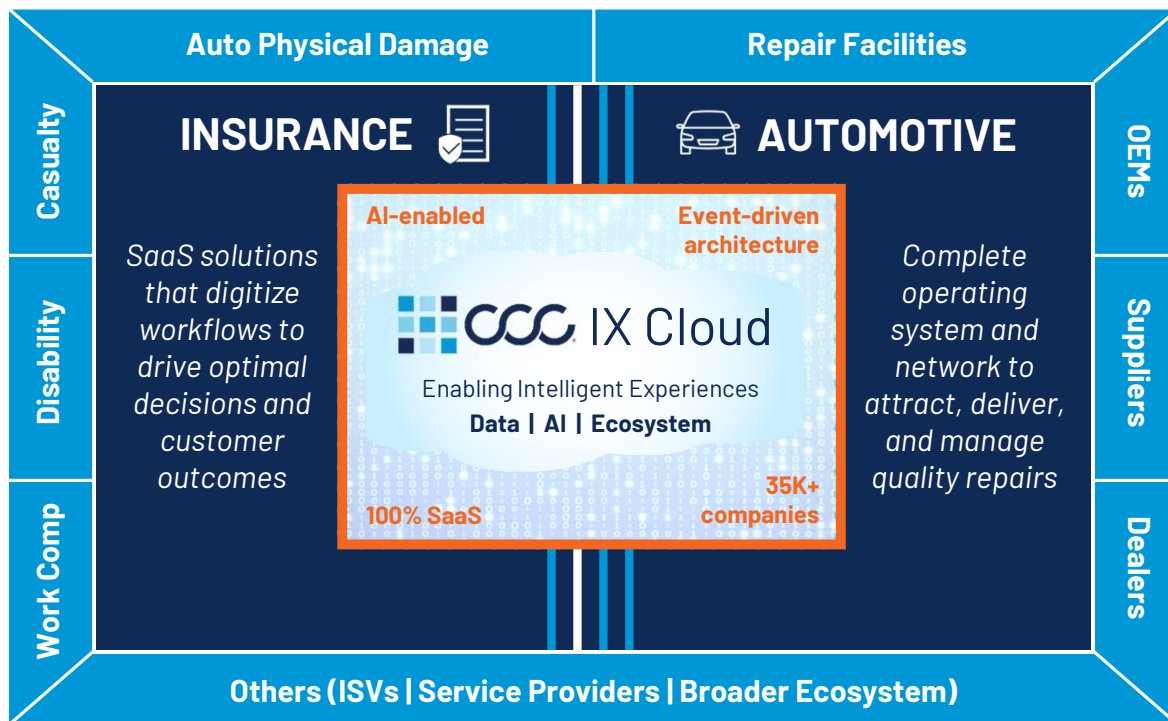 Auto Physical Damage
Repair Facilities
Casualty
Disability
Work Comp
INSURANCE
SaaS solutions
that digitize
workflows to
drive optimal
decisions and
customer
outcomes
AI-enabled
Event-driven
architecture
CCC IX Cloud
Enabling Intelligent Experiences
Data | AI | Ecosystem
100% SaaS
35K+
companies
AUTOMOTIVE
Complete
operating
system and
network to
attract, deliver,
and manage
quality repairs
OEMs
Suppliers
Dealers
Others (ISVs | Service Providers | Broader Ecosystem)